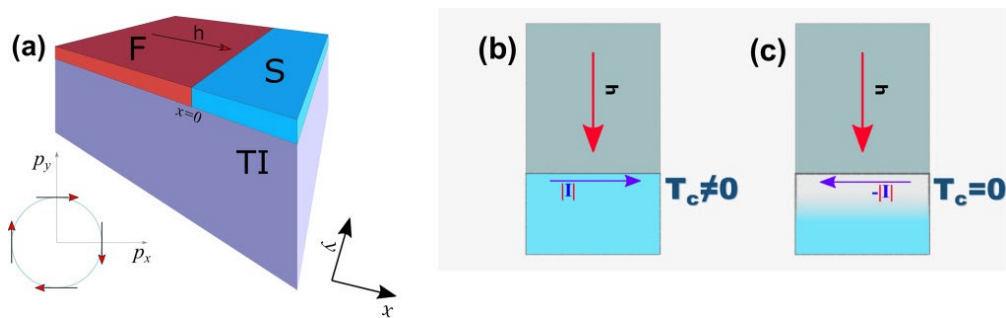 (a)
F
h
S
x=0
TI
p_y
p_x
y
x
(b)
h
|I|
T_c≠0
(c)
h
-|I|
T_c=0